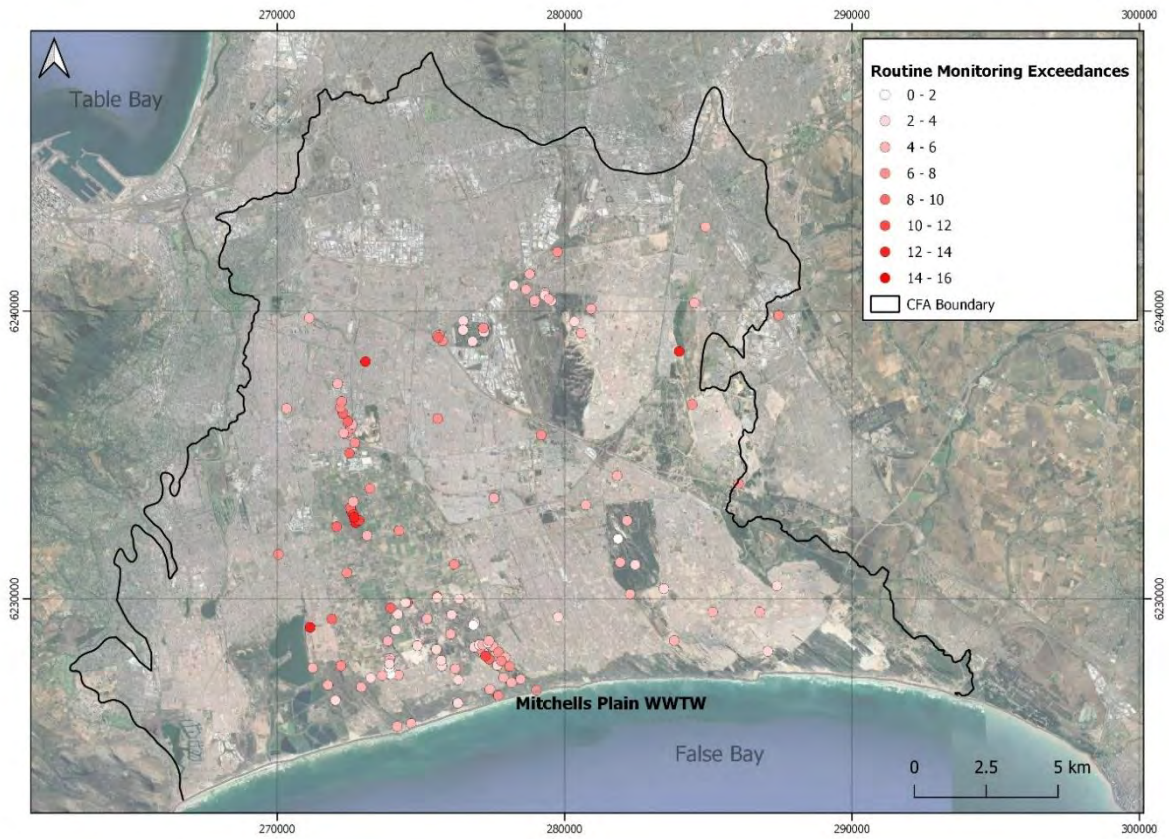 270000
280000
290000
300000
Table Bay
Routine Monitoring Exceedances
0 - 2
2 - 4
4 - 6
6 - 8
8 - 10
10 - 12
12 - 14
14 - 16
CFA Boundary
6240000
6240000
6230000
6230000
Mitchells Plain WWTW
False Bay
0 2.5 5 km
270000
280000
290000
300000